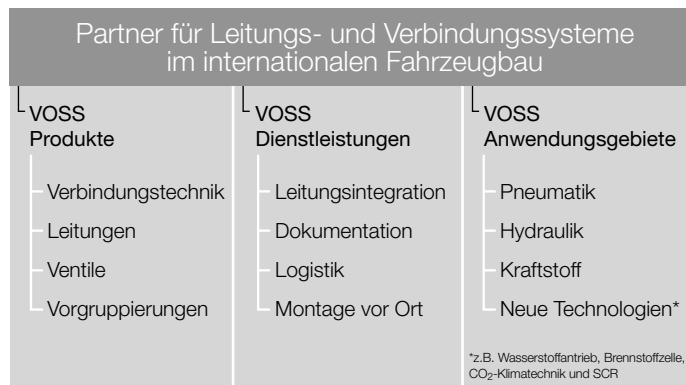 Partner für Leitungs- und Verbindungssysteme
im internationalen Fahrzeugbau
VOSS
Produkte
Verbindungstechnik
Leitungen
Ventile
Vorgruppierungen
VOSS
Dienstleistungen
Leitungsintegration
Dokumentation
Logistik
Montage vor Ort
VOSS
Anwendungsgebiete
Pneumatik
Hydraulik
Kraftstoff
Neue Technologien*
*z.B. Wasserstoffantrieb, Brennstoffzelle,
CO₂-Klimatechnik und SCR